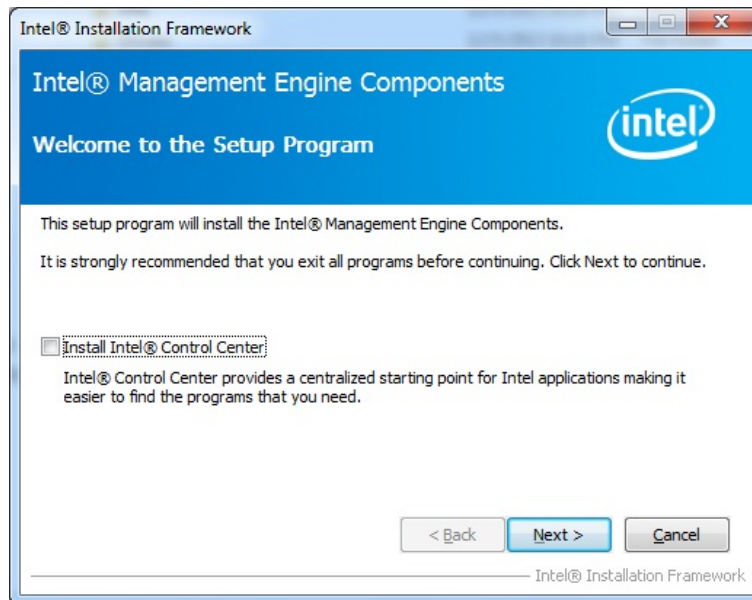 Intel® Installation Framework
Intel® Management Engine Components
Welcome to the Setup Program
intel
This setup program will install the Intel® Management Engine Components.
It is strongly recommended that you exit all programs before continuing. Click Next to continue.
Install Intel® Control Center
Intel® Control Center provides a centralized starting point for Intel applications making it
easier to find the programs that you need.
< Back Next > Cancel
Intel® Installation Framework